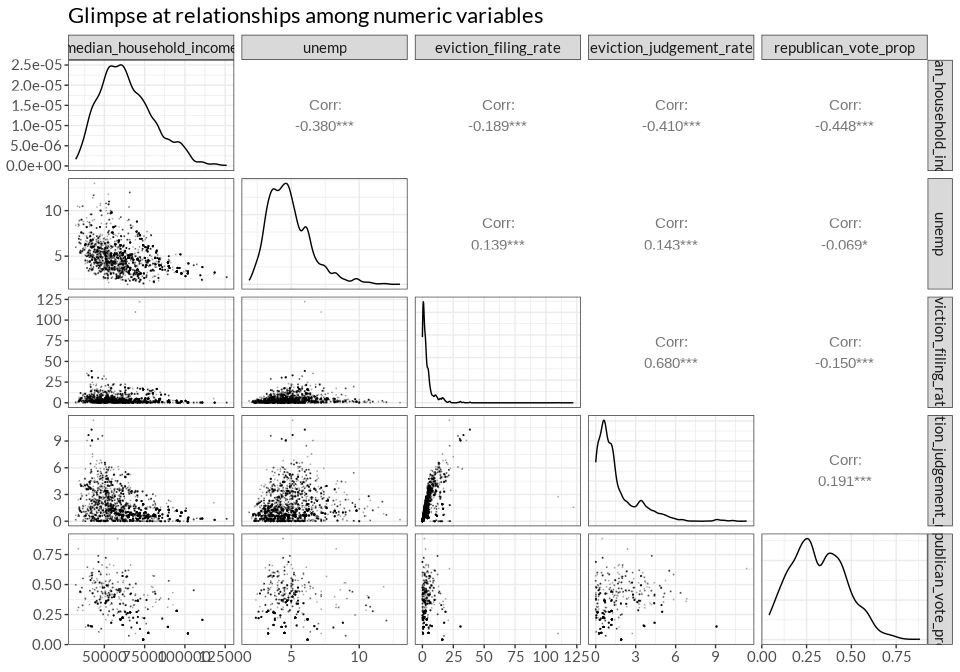 Glimpse at relationships among numeric variables
median_household_income unemp eviction_filing_rate eviction_judgement_rate republican_vote_prop
2.5e-05
2.0e-05
1.5e-05
1.0e-05
5.0e-06
0.0e+00
Corr: Corr: Corr: Corr:
-0.380*** -0.189*** -0.410*** -0.448***
an_household_inc
10
5
Corr: Corr: Corr:
0.139*** 0.143*** -0.069*
unemp
125
100
75
50
25
0
Corr: Corr:
0.680*** -0.150***
viction_filing_rat
9
6
3
0
Corr:
0.191***
tion_judgement_
0.75
0.50
0.25
0.00
publican_vote_pr
50000 75000 100000 125000 5 10 0 25 50 75 100 125 0 3 6 9 0.00 0.25 0.50 0.75